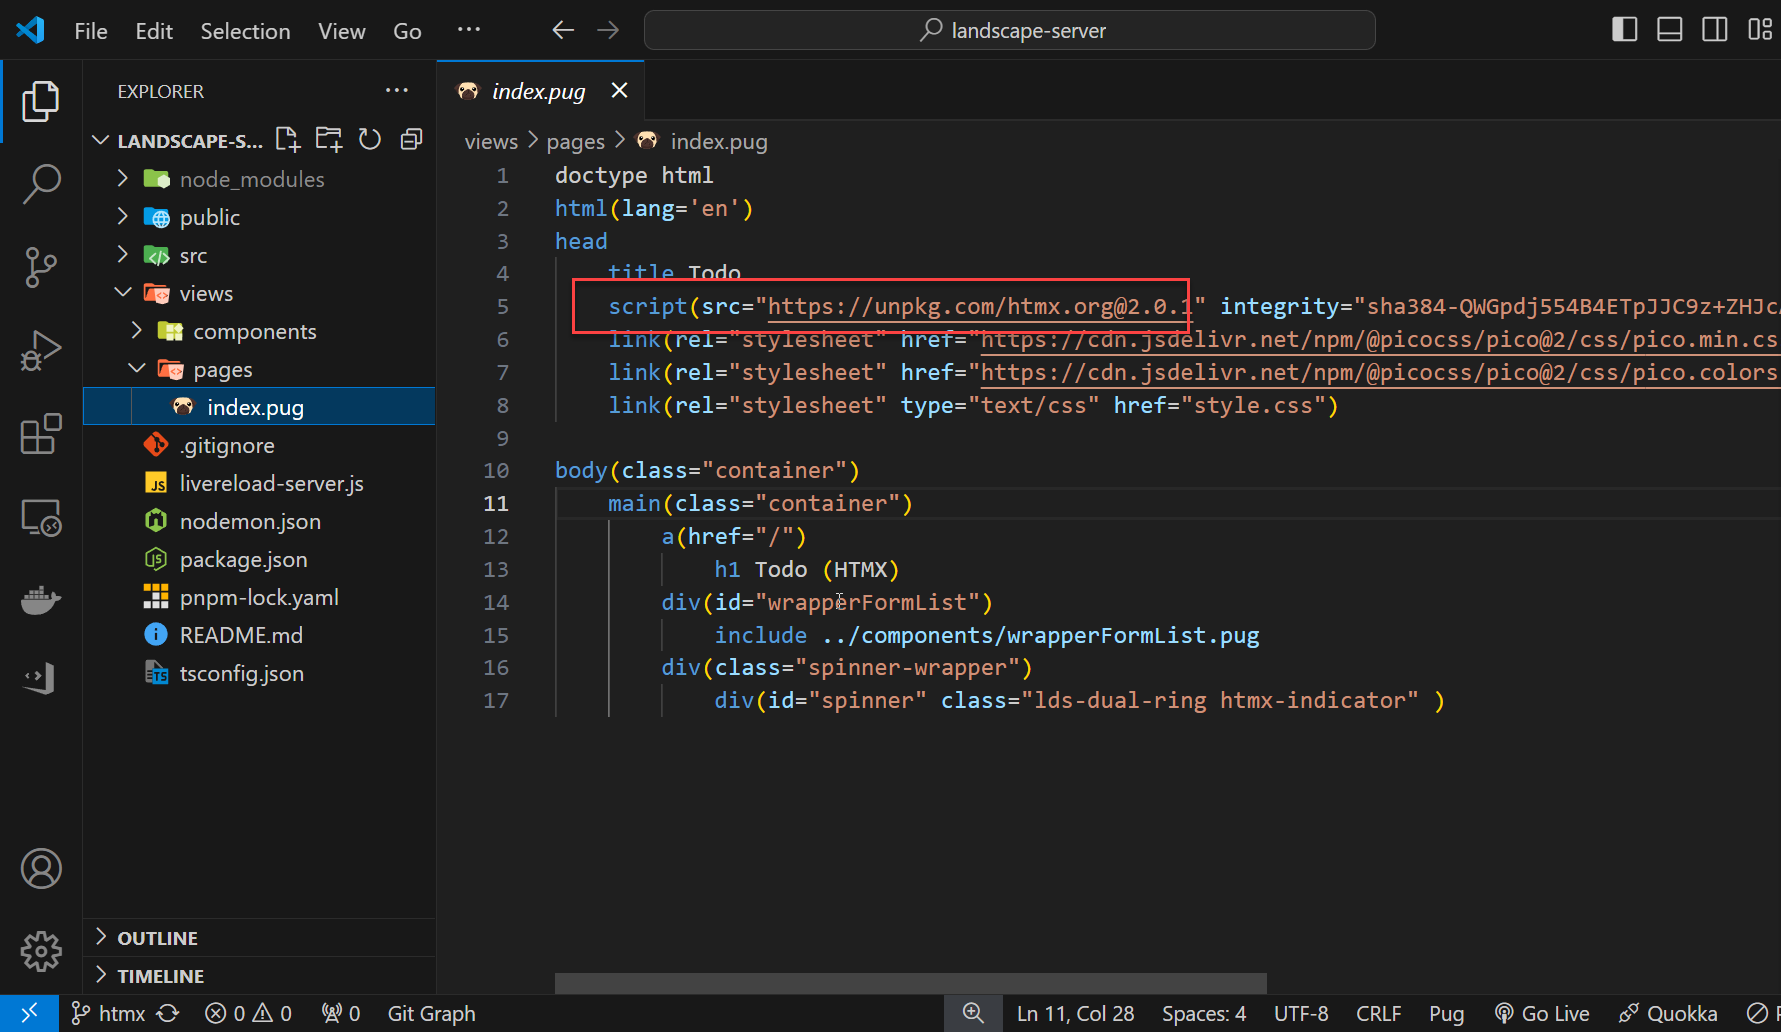 File Edit Selection View Go ··· landscape-server
EXPLORER ···
LANDSCAPE-S...
node_modules
public
src
views
components
pages
index.pug
.gitignore
livereload-server.js
nodemon.json
package.json
pnpm-lock.yaml
README.md
tsconfig.json
OUTLINE
TIMELINE
index.pug
views > pages > index.pug
1 doctype html
2 html(lang='en')
3 head
4 title Todo
5 script(src="https://unpkg.com/htmx.org@2.0.1" integrity="sha384-QWGpdj554B4ETpJJC9z+ZHJcA
6 link(rel="stylesheet" href="https://cdn.jsdelivr.net/npm/@picocss/pico@2/css/pico.min.cs
7 link(rel="stylesheet" href="https://cdn.jsdelivr.net/npm/@picocss/pico@2/css/pico.colors
8 link(rel="stylesheet" type="text/css" href="style.css")
9
10 body(class="container")
11 main(class="container")
12 a(href="/")
13 h1 Todo (HTMX)
14 div(id="wrapperFormList")
15 include ../components/wrapperFormList.pug
16 div(class="spinner-wrapper")
17 div(id="spinner" class="lds-dual-ring htmx-indicator" )
htmx 0 0 0 Git Graph Ln 11, Col 28 Spaces: 4 UTF-8 CRLF Pug Go Live Quokka